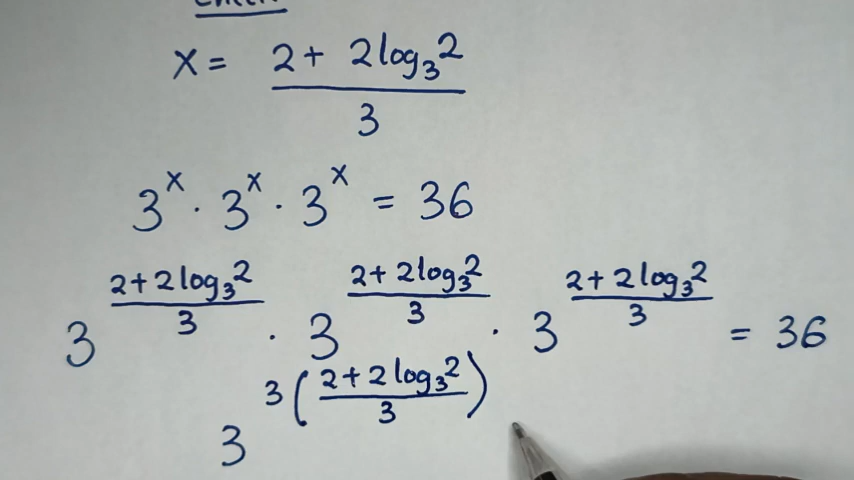 x = (2 + 2log₃2)/3
3^x · 3^x · 3^x = 36
3^((2+2log₃2)/3) · 3^((2+2log₃2)/3) · 3^((2+2log₃2)/3) = 36
3^(3((2+2log₃2)/3))